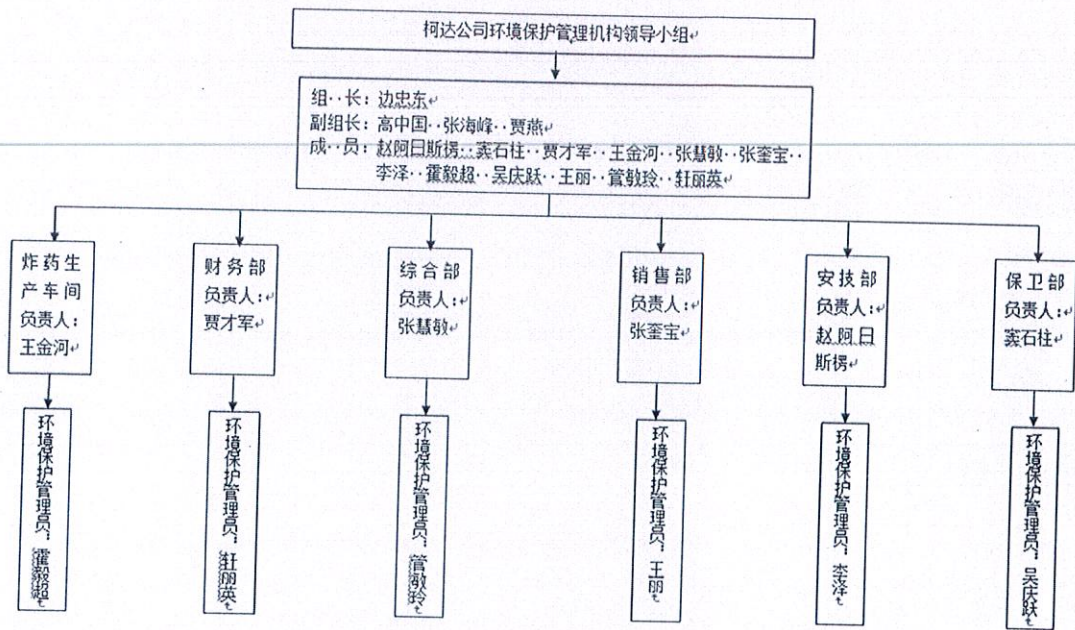 柯达公司环境保护管理机构领导小组
组 长：边忠东
副组长：高中国 张海峰 贾燕
成 员：赵阿日斯楞 窦石柱 贾才军 王金河 张慧敏 张奎宝
李泽 霍毅超 吴庆跃 王丽 管敏玲 轩丽英
炸药生
产车间
负责人：
王金河
财务部
负责人：
贾才军
综合部
负责人：
张慧敏
销售部
负责人：
张奎宝
安技部
负责人：
赵阿日
斯楞
保卫部
负责人：
窦石柱
环境保护管理员：霍毅超
环境保护管理员：轩丽英
环境保护管理员：管敏玲
环境保护管理员：王丽
环境保护管理员：李泽
环境保护管理员：吴庆跃